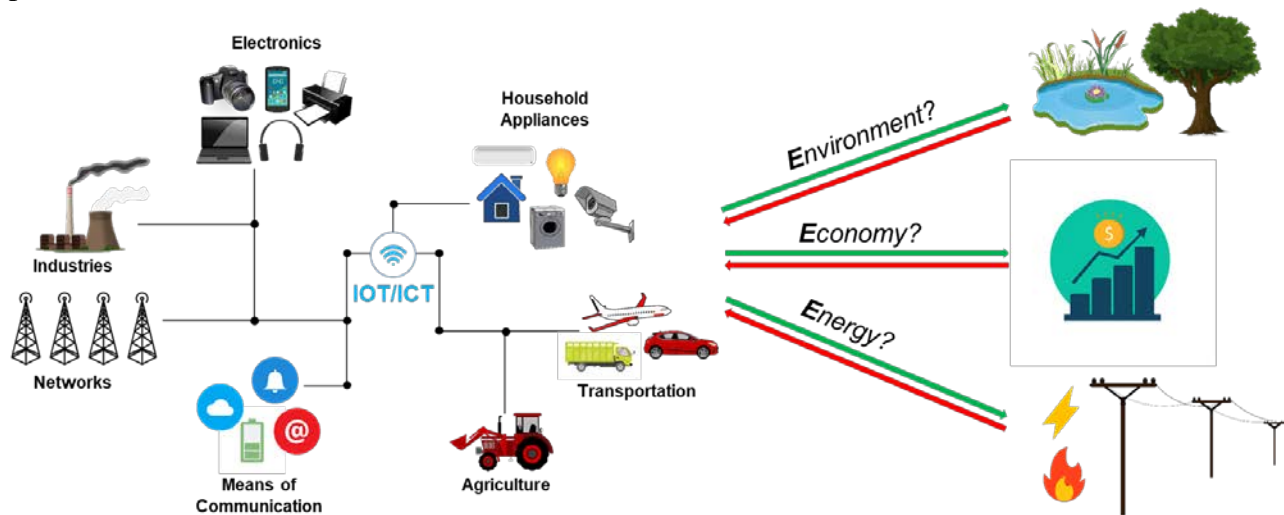 Electronics
Household
Appliances
Industries
IOT/ICT
Networks
Transportation
@
Means of
Communication
Agriculture
Environment?
Economy?
$
Energy?